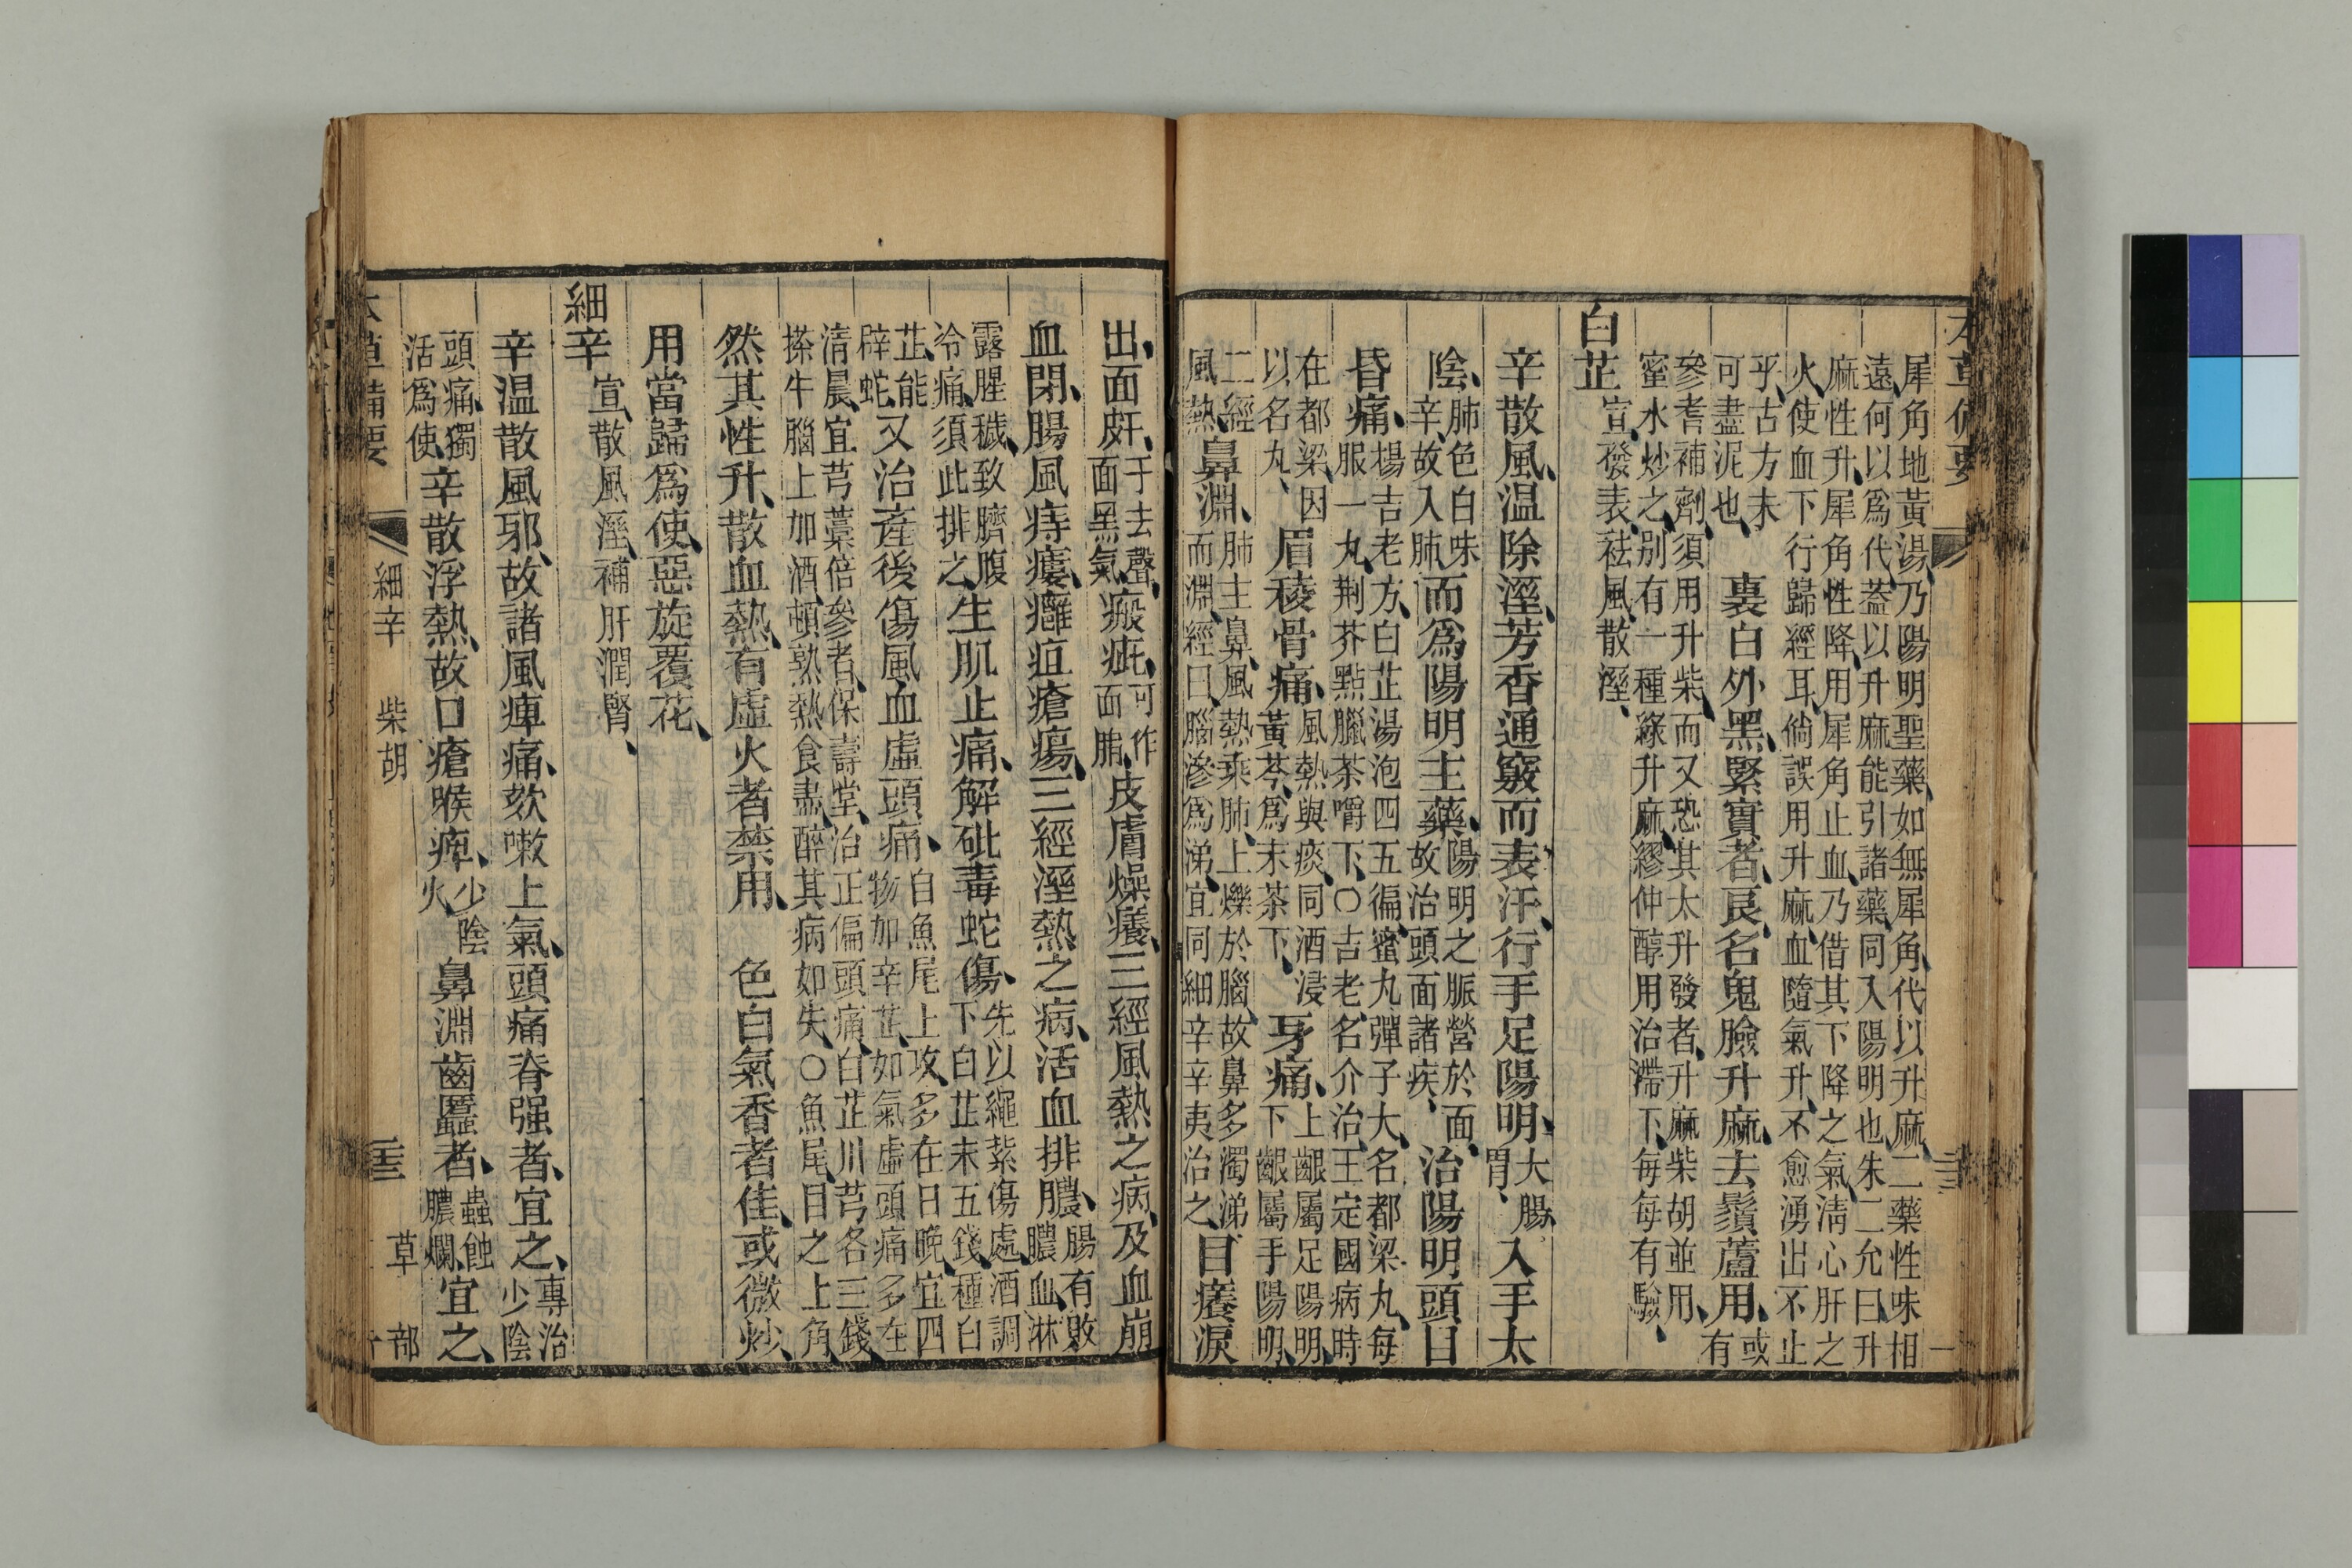 本草備要
犀角地黃湯、乃陽明聖藥、如無犀角、代以升麻、二藥性味相
遠、何以爲代、蓋以升麻能引諸藥、同入陽明也、朱二允曰、升
麻性升、犀角性降、用犀角止血、乃借其下降之氣、淸心肝之
火、使血下行歸經耳、倘誤用升麻、血隨氣升、不愈湧出不止
乎、古方未可盡泥也、 裏白外黑、緊實者良、名鬼臉升麻、去鬚蘆用、或有
參耆補劑、須用升柴、而又恐其太升發者、升麻柴胡並用、
蜜水炒之、別有一種綠升麻、繆仲醇用治滯下、每每有驗、
白芷 宣、發表、祛風散溼、
辛散風、温除溼、芳香通竅而表汗、行手足陽明、大腸、胃、入手太
陰、肺色白味辛、故入肺、而爲陽明主藥、陽明之脈營於面、故治頭面諸疾、治陽明頭目
昏痛、楊吉老方、白芷湯泡四五徧、蜜丸彈子大、名都梁丸、每服一丸、荆芥點臘茶嚼下、○吉老名介、治王定國病時
在都梁、因以名丸、眉稜骨痛、風熱與痰、同酒浸黃芩、爲末茶下、牙痛、上齦屬足陽明、下齦屬手陽明、
二經風熱、鼻淵、肺主鼻、風熱乘肺、上爍於腦、故鼻多濁涕而淵、經曰、腦滲爲涕、宜同細辛辛夷治之、目癢淚
出、面皯、于去聲、面黑氣、瘢疵、可作面脂、皮膚燥癢、三經風熱之病、及血崩
血閉、腸風痔瘻、癰疽瘡瘍、三經溼熱之病、活血排膿、腸有敗膿血、淋
露腥穢、致臍腹冷痛、須此排之、生肌止痛、解砒毒蛇傷、先以繩紮傷處、酒調下白芷末五錢、種白
芷、能辟蛇、又治産後傷風、血虛頭痛、自魚尾上攻、多在日晚、宜四物加辛芷、如氣虛頭痛、多在
淸晨、宜芎藁倍參耆、保壽堂治正偏頭痛、白芷川芎各三錢、
搽牛腦上、加酒頓熟、熱食盡醉、其病如失、○魚尾、目之上角、
然其性升、散血熱、有虛火者禁用、 色白氣香者佳、或微炒、
用、當歸爲使、惡旋覆花、
細辛 宣、散風溼、補肝潤腎、
辛温散風邪、故諸風痺痛、欬嗽上氣、頭痛脊强者、宜之、專治少陰
頭痛、獨活爲使、辛散浮熱、故口瘡喉痺、少陰火鼻淵齒䘌者、蟲蝕膿爛、宜之、
本草備要 細辛 柴胡 草部